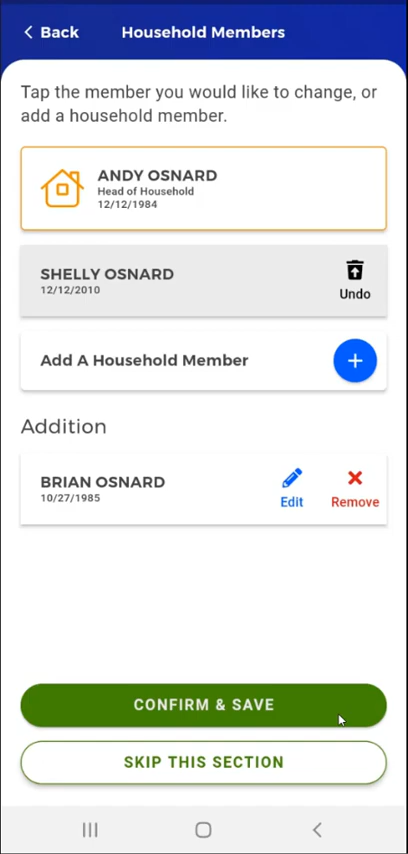 Back
Household Members
Tap the member you would like to change, or
add a household member.
ANDY OSNARD
Head of Household
12/12/1984
SHELLY OSNARD
12/12/2010
Undo
Add A Household Member
Addition
BRIAN OSNARD
10/27/1985
Edit
Remove
CONFIRM & SAVE
SKIP THIS SECTION